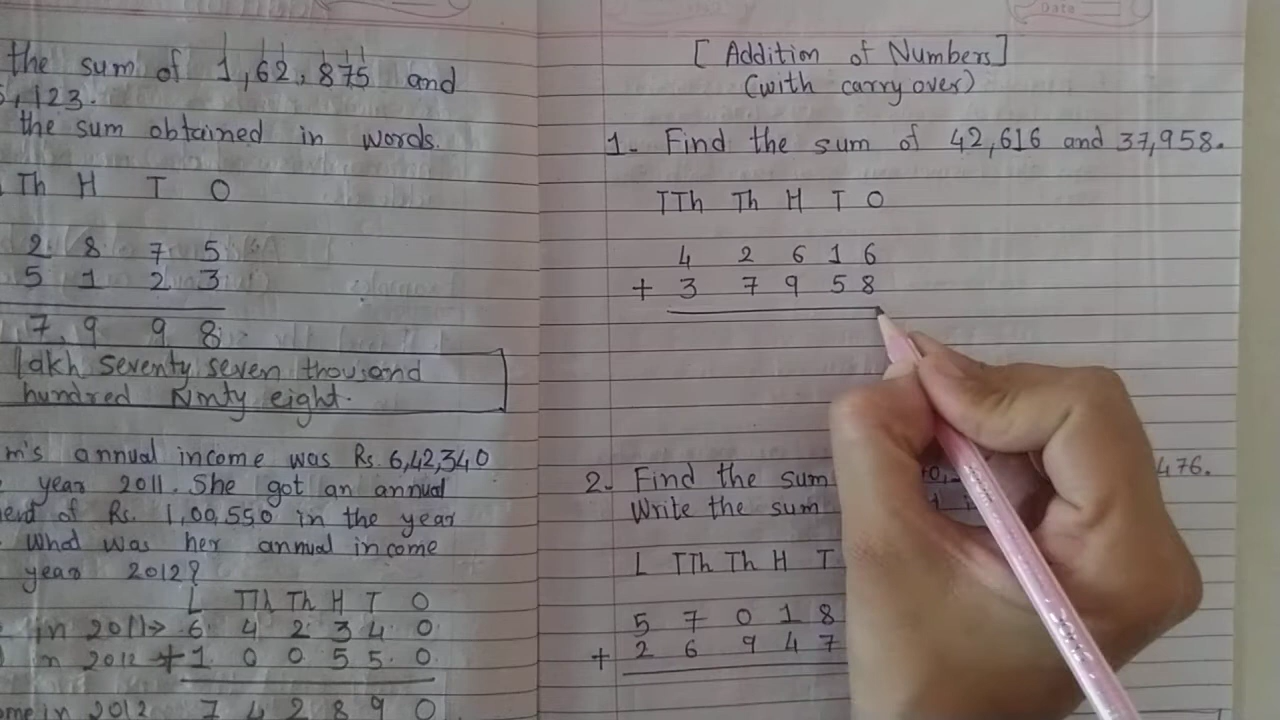 the sum of 1,62,875 and
5,123.
the sum obtained in words.
Th H T O
2 8 7 5
5 1 2 3
7 9 9 8
lakh seventy seven thousand
hundred Ninty eight.
m's annual income was Rs. 6,42,340
year 2011. She got an annual
of Rs. 1,00,550 in the year
What was her annual income
year 2012?
L TTh Th H T O
in 2011→ 6 4 2 3 4 0
in 2012 + 1 0 0 5 5 0
me in 2012 7 4 2 8 9 0
Date
[Addition of Numbers]
(with carry over)
1. Find the sum of 42,616 and 37,958.
TTh Th H T O
4 2 6 1 6
+ 3 7 9 5 8
2. Find the sum 476.
Write the sum
L TTh Th H T
5 7 0 1 8
+ 2 6 9 4 7